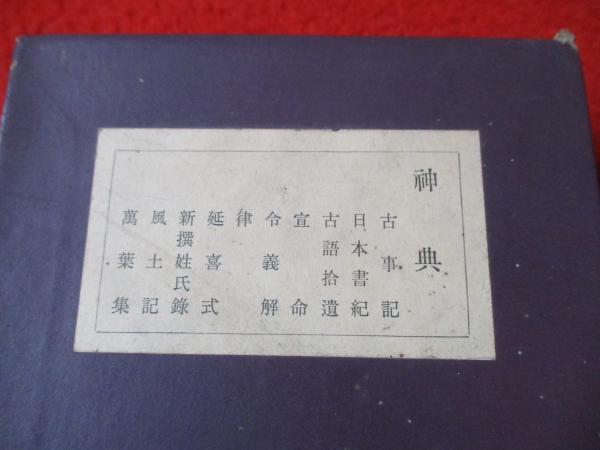 神典
古事記
日本書紀
古語拾遺
宣命
令義解
律
延喜式
新撰姓氏錄
風土記
萬葉集